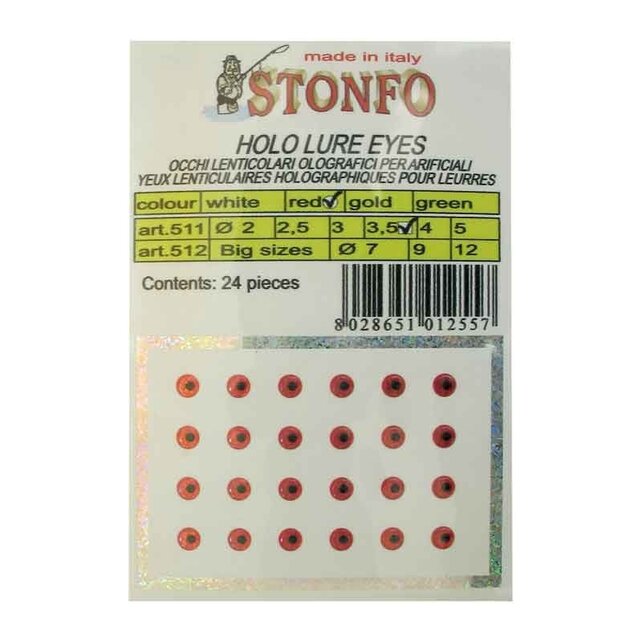 made in italy
STONFO
HOLO LURE EYES
OCCHI LENTICOLARI OLOGRAFICI PER ARIFICIALI
YEUX LENTICULAIRES HOLOGRAPHIQUES POUR LEURRES
colour white red✓ gold green
art.511 Ø 2 2,5 3 3,5✓ 4 5
art.512 Big sizes Ø 7 9 12
Contents: 24 pieces
8 028651 012557